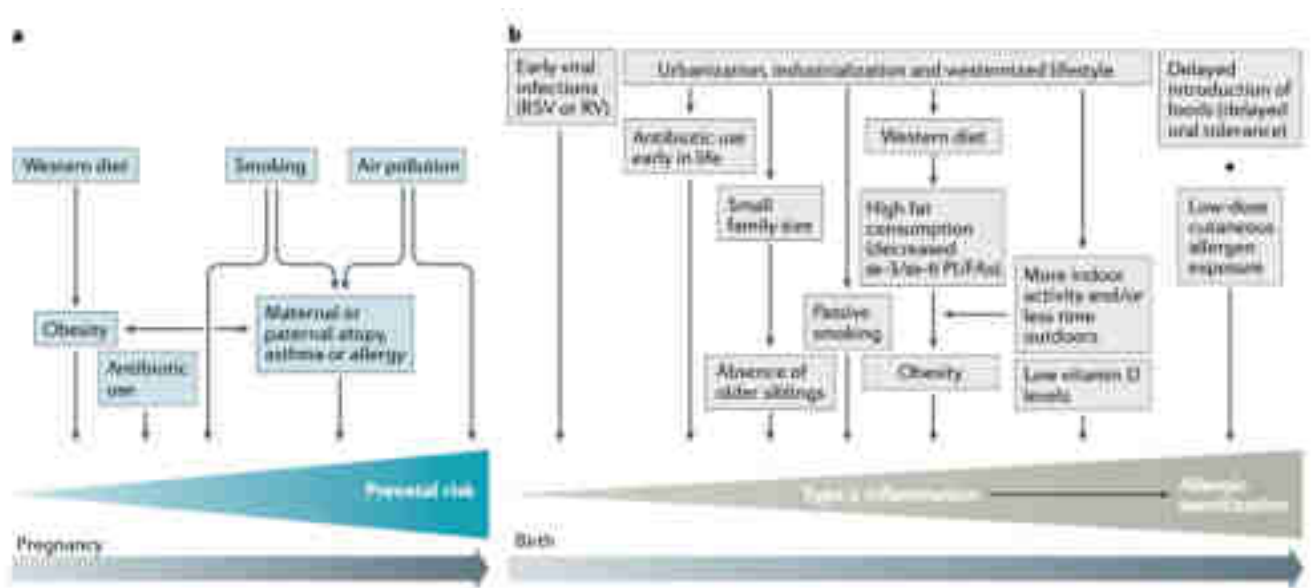 a
Western diet
Smoking
Air pollution
Obesity
Antibiotic
use
Maternal or
paternal atopy,
asthma or allergy
Prenatal risk
Pregnancy
b
Early viral
infections
(RSV or RV)
Urbanization, industrialization and westernized lifestyle
Delayed
introduction of
foods (delayed
oral tolerance)
Antibiotic use
early in life
Western diet
Small
family size
High fat
consumption
(decreased
Low-dose
cutaneous
allergen
exposure
More indoor
activity and/or
less time
outdoors
Passive
smoking
Absence of
older siblings
Obesity
Low vitamin D
levels
Type 2 inflammation
Allergic
sensitization
Birth